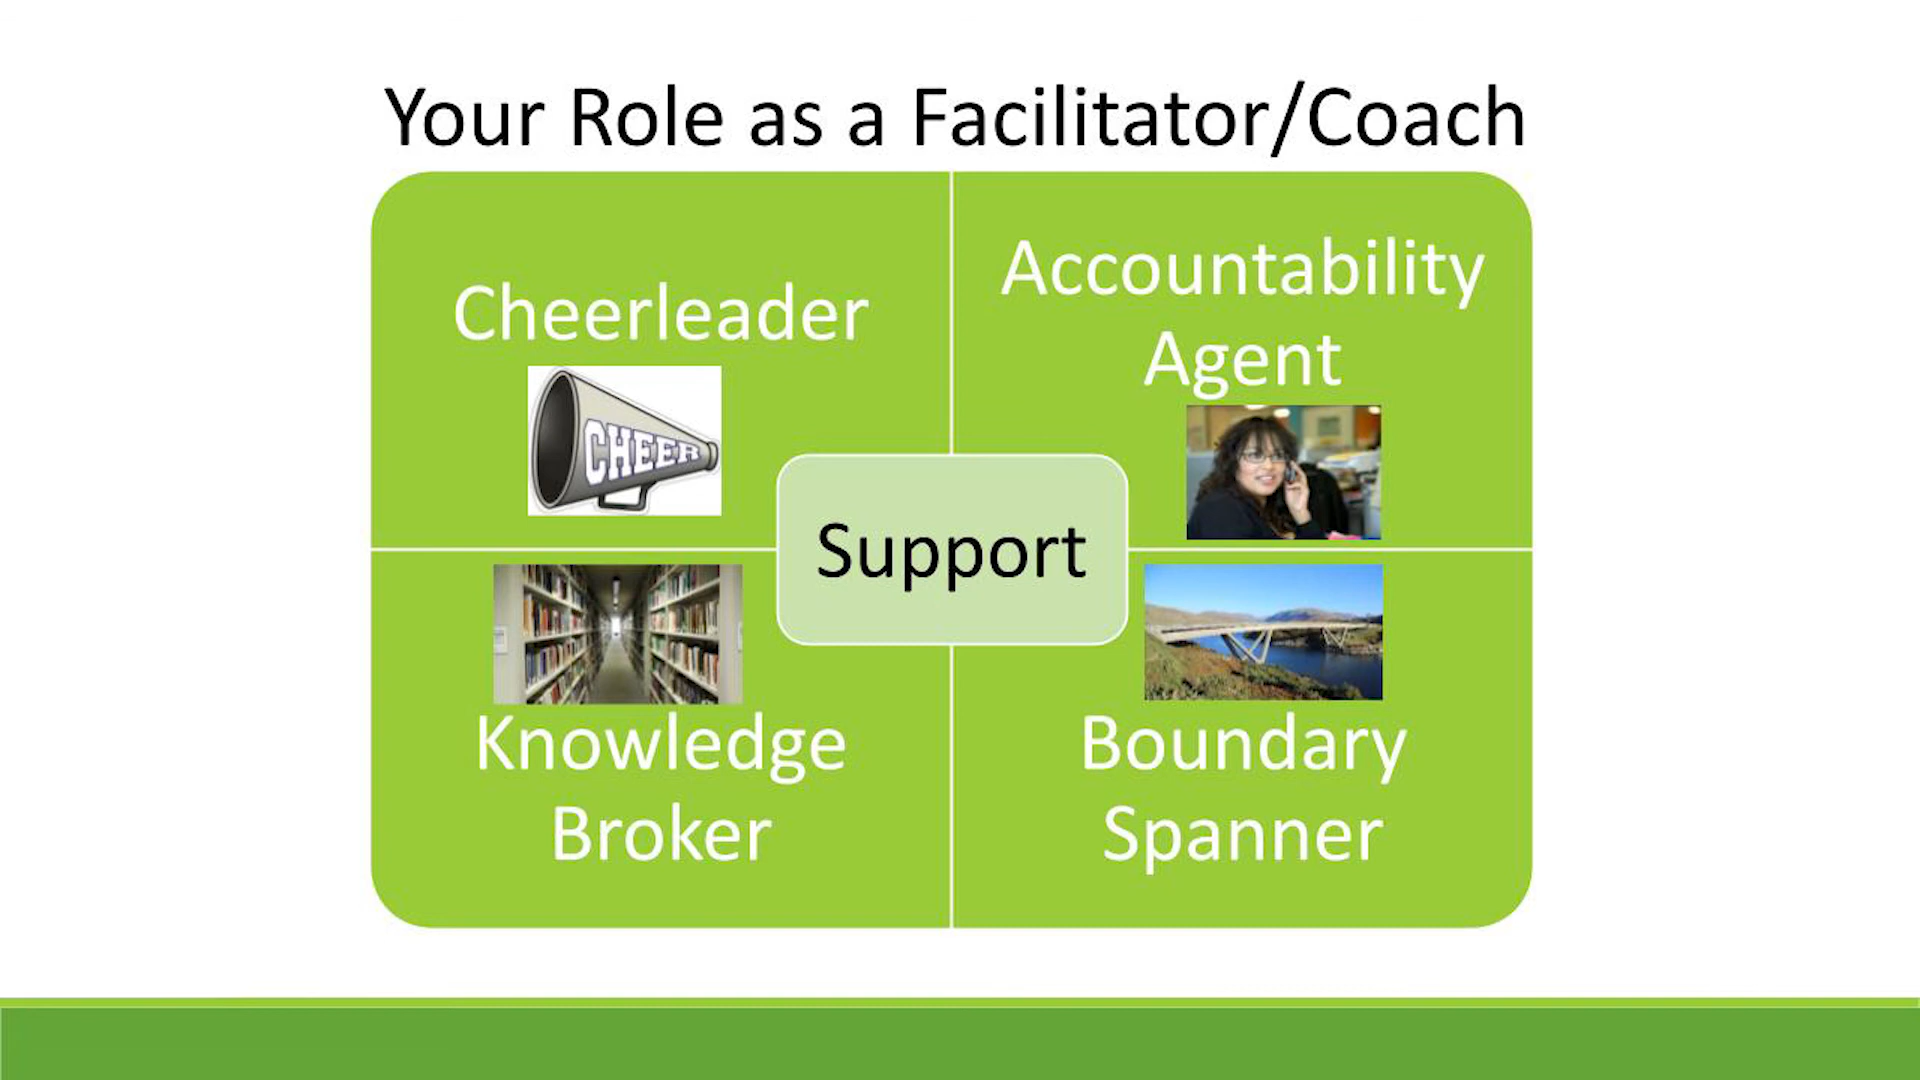 Your Role as a Facilitator/Coach
Cheerleader
CHEER
Accountability
Agent
Support
Knowledge
Broker
Boundary
Spanner